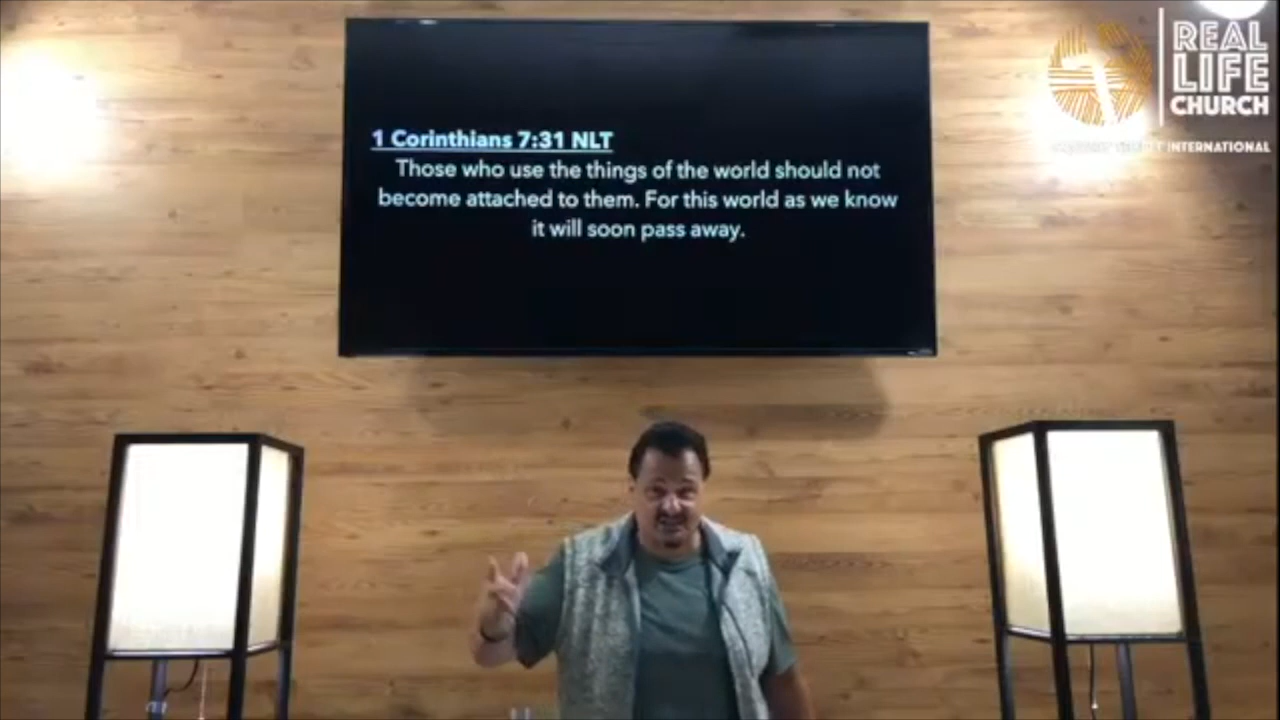 1 Corinthians 7:31 NLT
Those who use the things of the world should not
become attached to them. For this world as we know
it will soon pass away.
REAL
LIFE
CHURCH
INTERNATIONAL